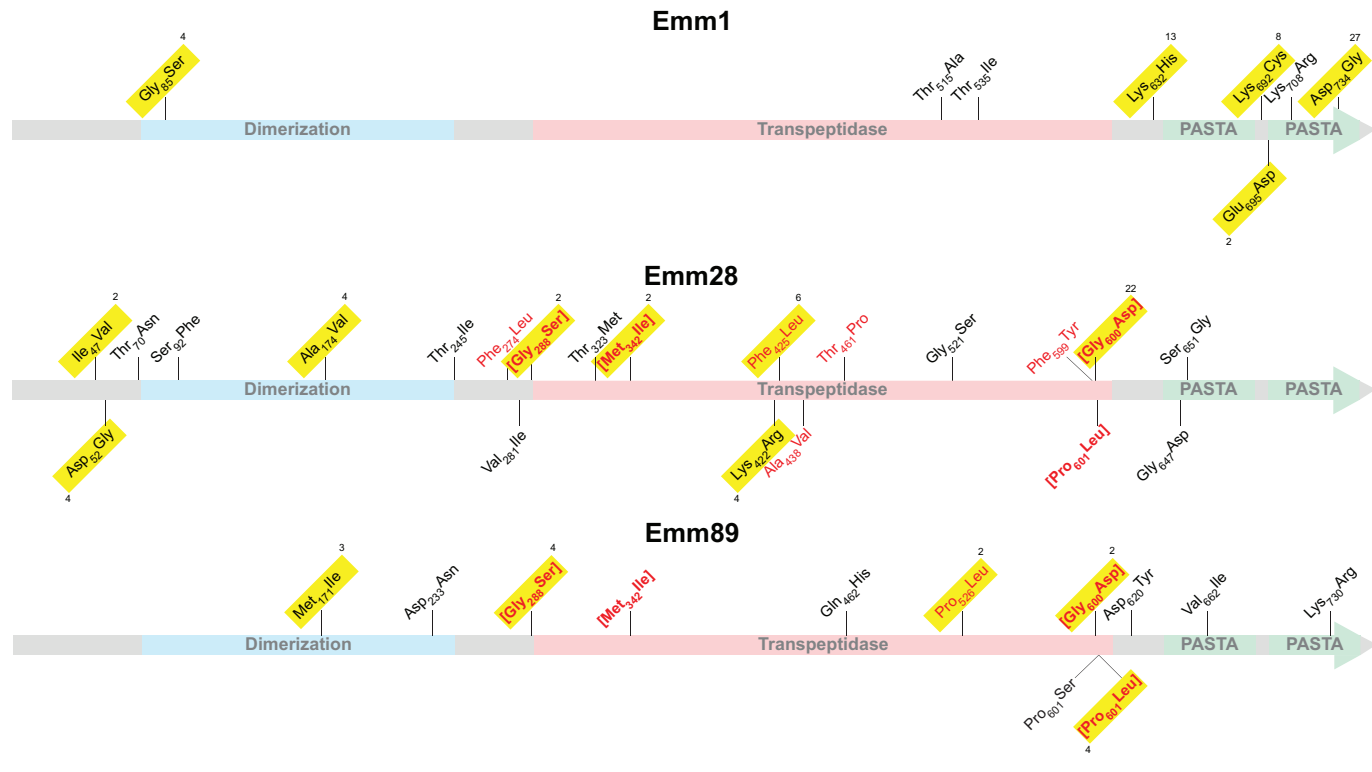 Emm1
4 13 8 27
Gly85Ser Thr515Ala Thr535Ile Lys632His Lys692Cys Lys708Arg Asp734Gly
Dimerization Transpeptidase PASTA PASTA
Glu695Asp
2
Emm28
2 4 2 2 6 22
Ile47Val Thr70Asn Ser92Phe Ala174Val Thr245Ile Phe274Leu [Gly288Ser] Thr323Met [Met342Ile] Phe425Leu Thr461Pro Gly521Ser Phe599Tyr [Gly600Asp] Ser651Gly
Dimerization Transpeptidase PASTA PASTA
Asp52Gly Val281Ile Lys422Arg Ala438Val [Pro601Leu] Gly647Asp
4 4
Emm89
3 4 2 2
Met171Ile Asp233Asn [Gly288Ser] [Met342Ile] Gln462His Pro526Leu [Gly600Asp] Asp620Tyr Val662Ile Lys730Arg
Dimerization Transpeptidase PASTA PASTA
Pro601Ser [Pro601Leu]
4